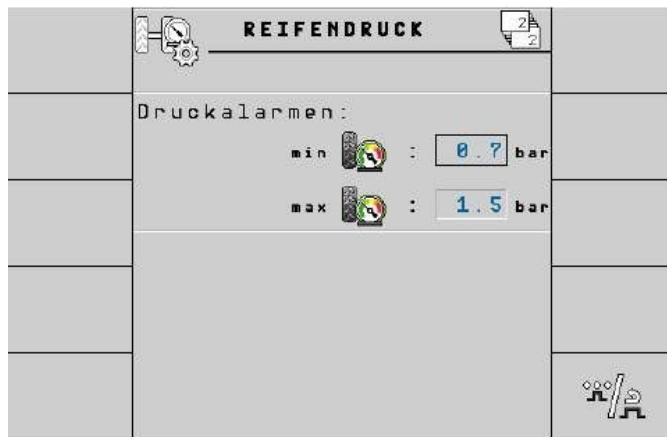 REIFENDRUCK
2
2
Druckalarmen:
min : 0.7 bar
max : 1.5 bar